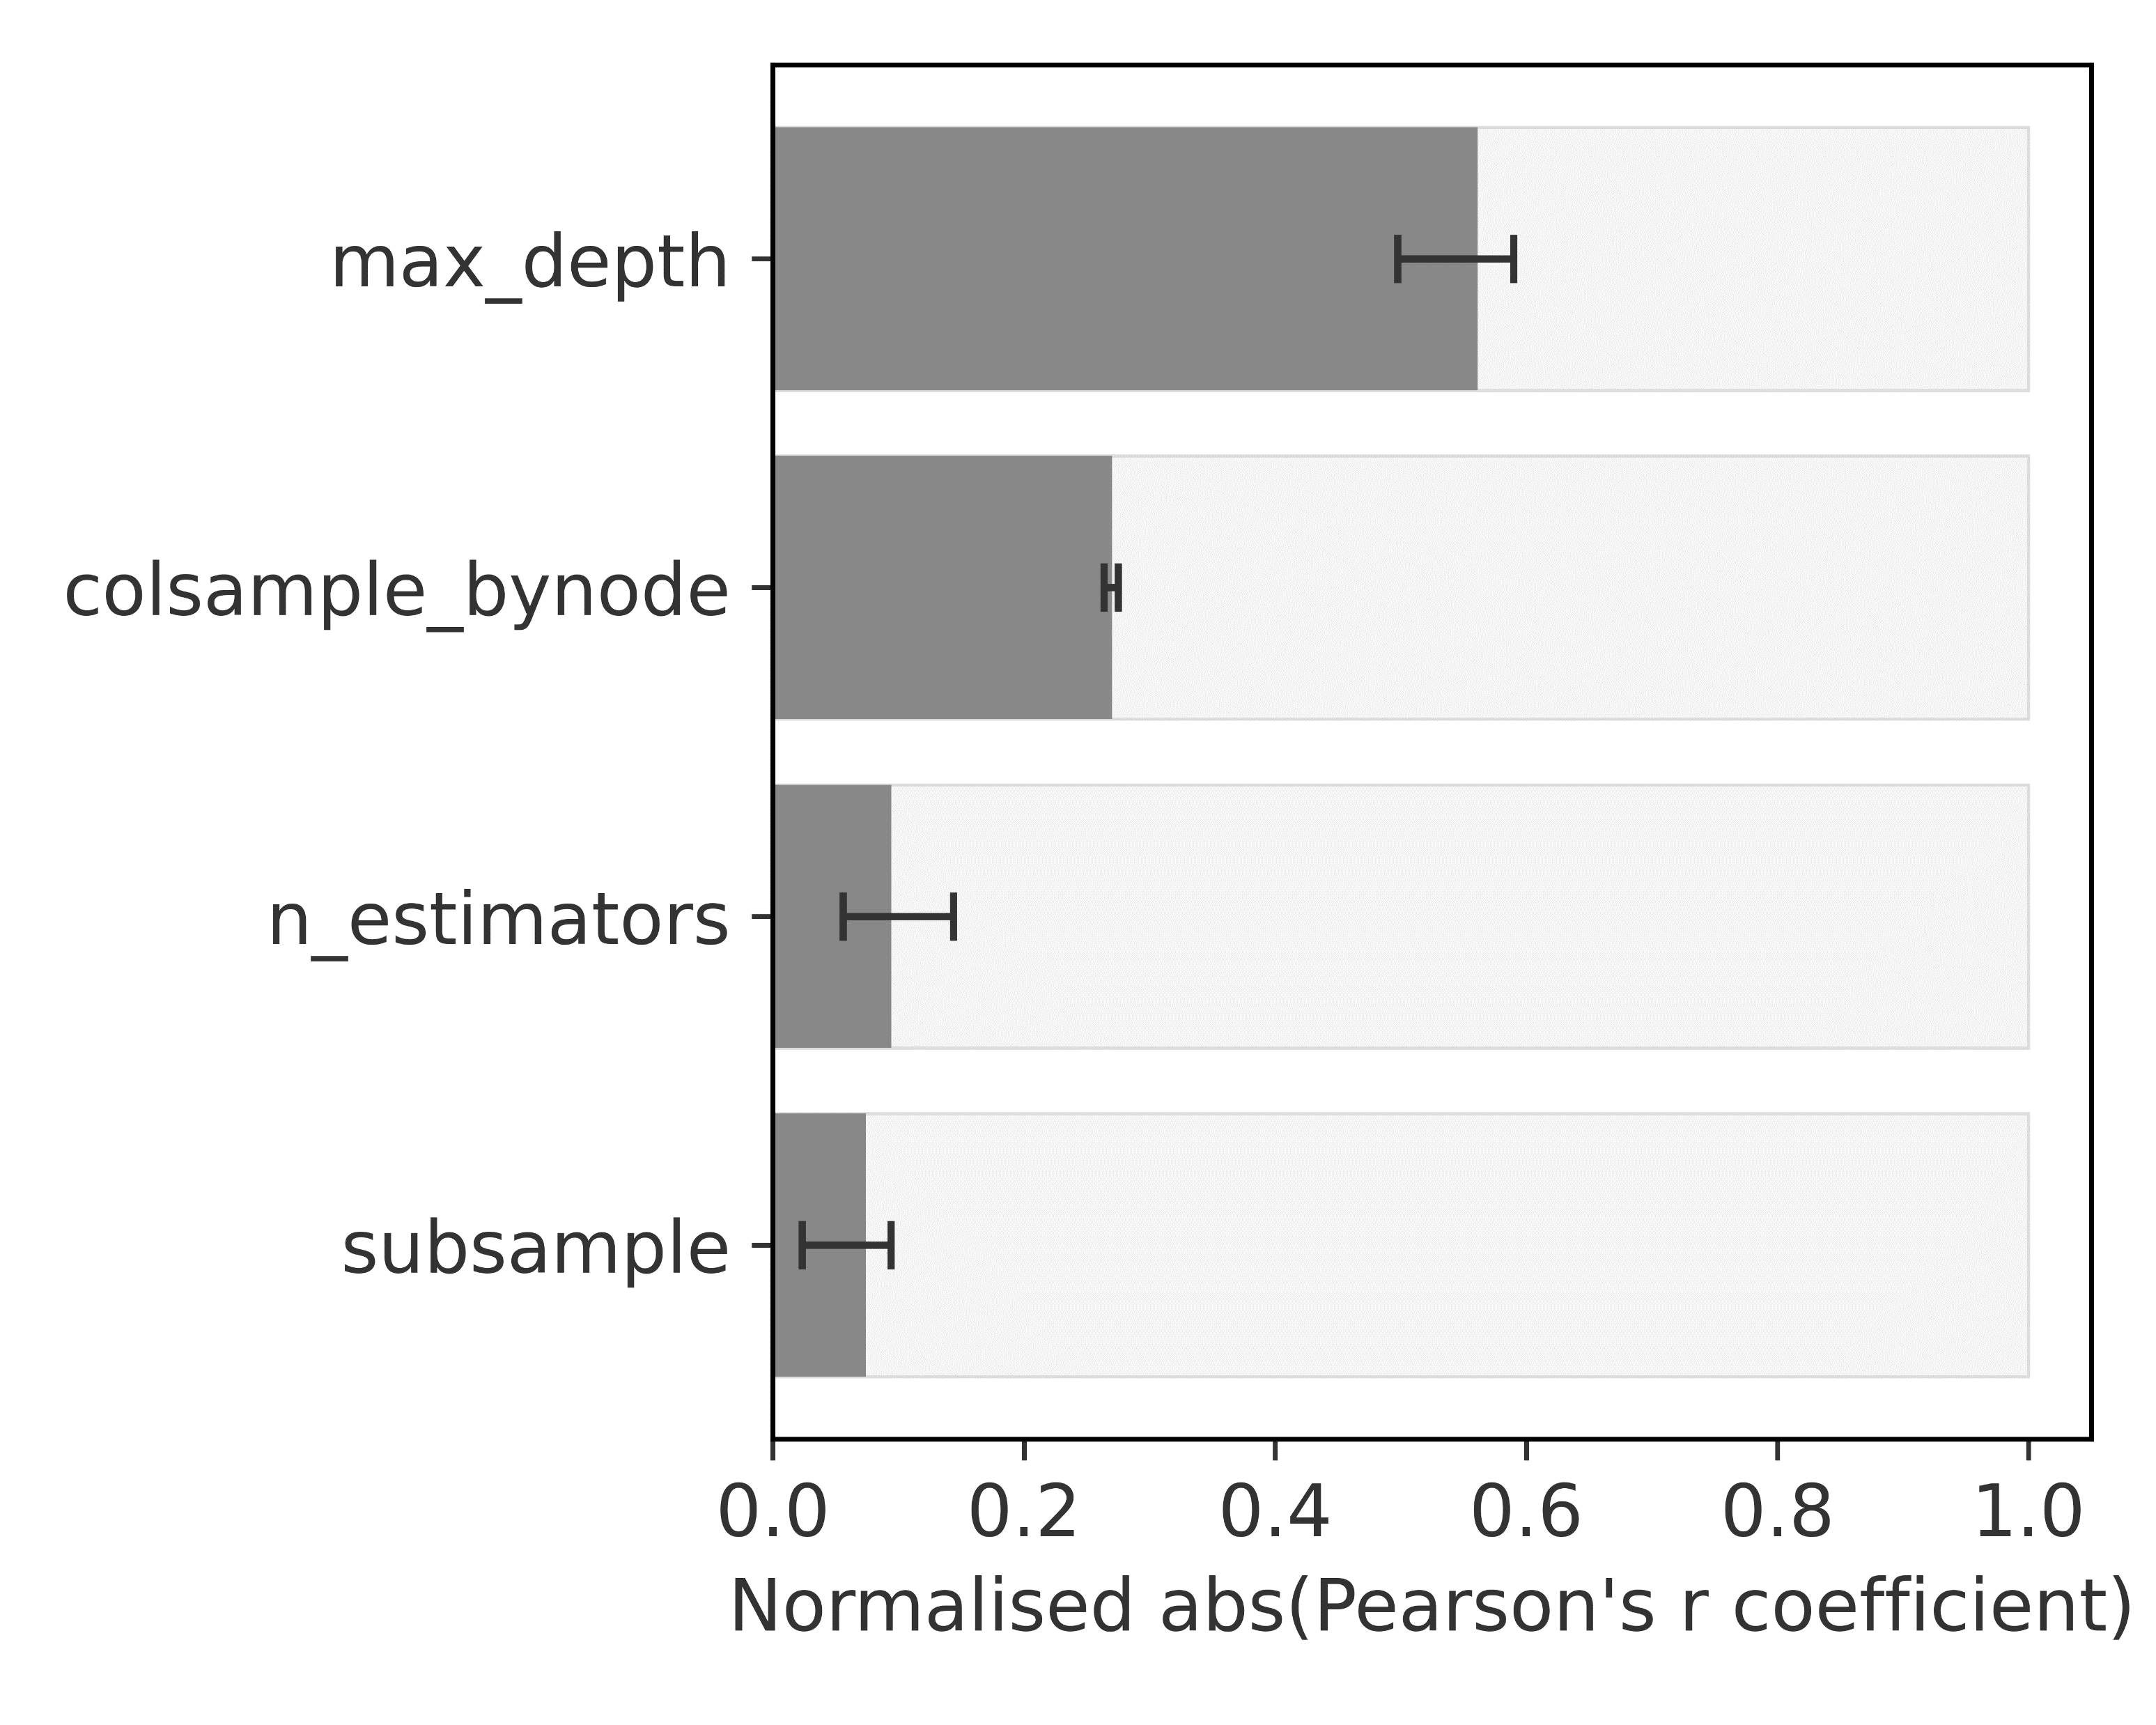 max_depth
colsample_bynode
n_estimators
subsample
0.0 0.2 0.4 0.6 0.8 1.0
Normalised abs(Pearson's r coefficient)